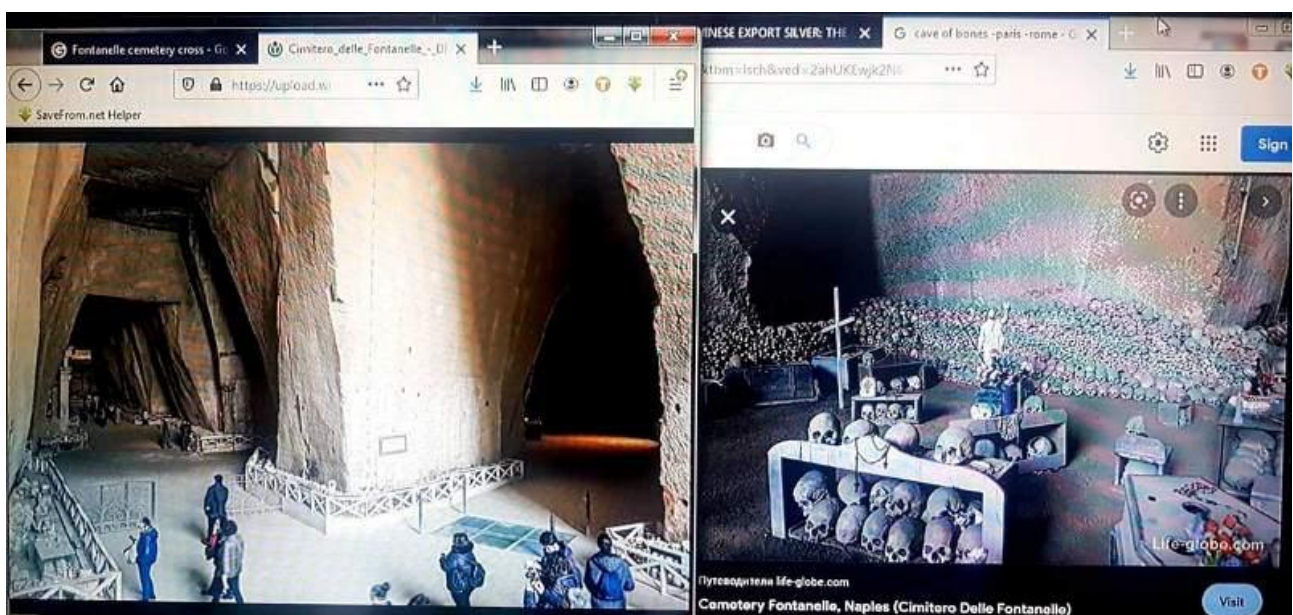 Fontanelle cemetery cross - Go
Cimitero_delle_Fontanelle_-_DI
https://upload.wi
SaveFrom.net Helper
INESE EXPORT SILVER: THE
cave of bones -paris -rome - G
Sign
Life-globe.com
Путеводители life-globe.com
Cemetery Fontanelle, Naples (Cimitero Delle Fontanelle)
Visit